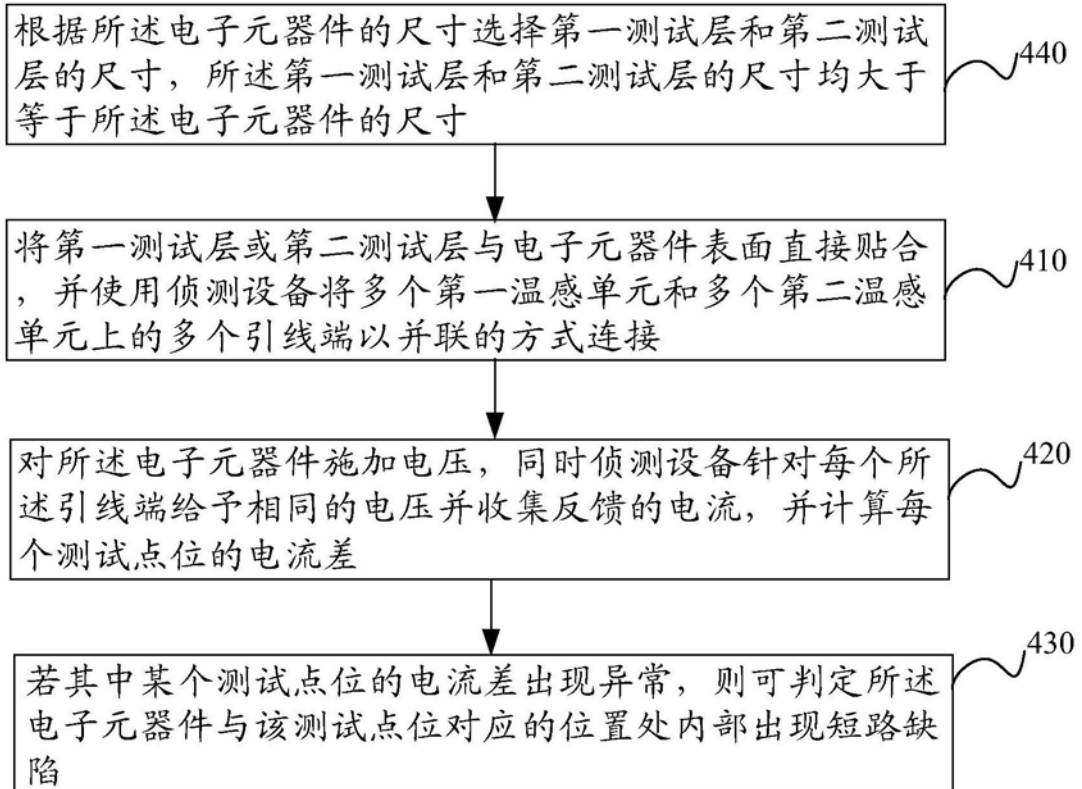 根据所述电子元器件的尺寸选择第一测试层和第二测试
层的尺寸，所述第一测试层和第二测试层的尺寸均大于
等于所述电子元器件的尺寸
440
将第一测试层或第二测试层与电子元器件表面直接贴合
，并使用侦测设备将多个第一温感单元和多个第二温感
单元上的多个引线端以并联的方式连接
410
对所述电子元器件施加电压，同时侦测设备针对每个所
述引线端给予相同的电压并收集反馈的电流，并计算每
个测试点位的电流差
420
若其中某个测试点位的电流差出现异常，则可判定所述
电子元器件与该测试点位对应的位置处内部出现短路缺
陷
430